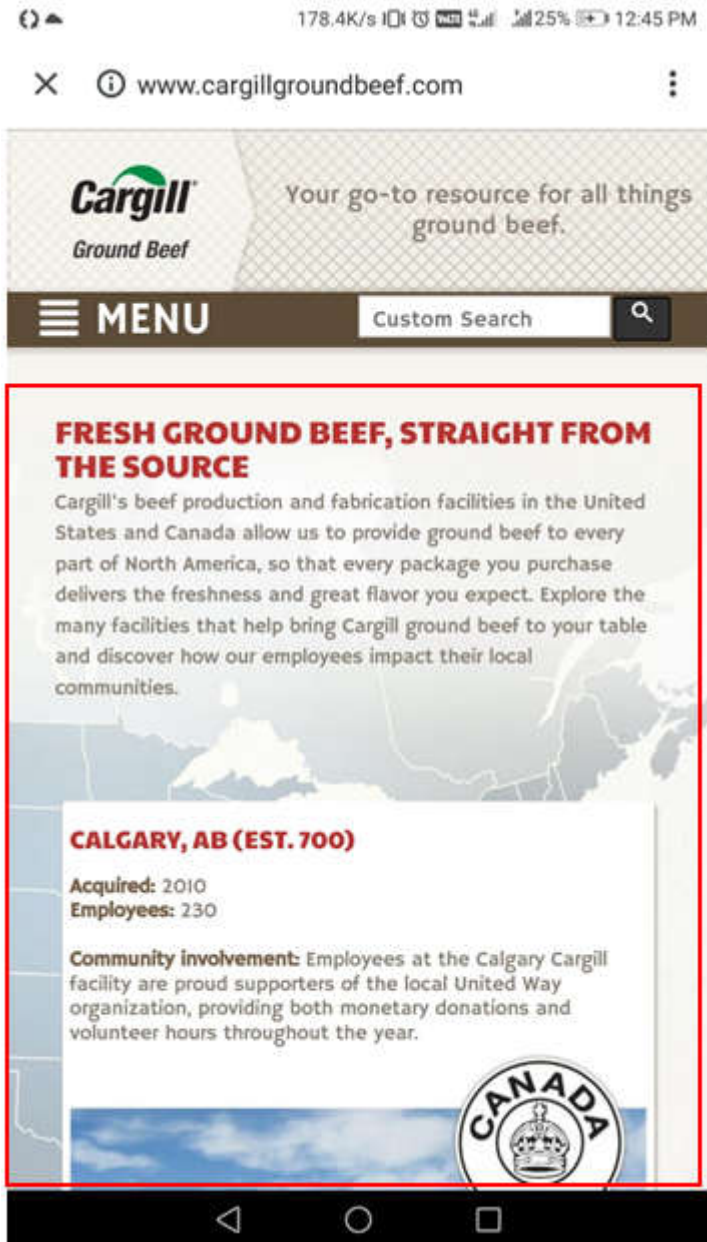 178.4K/s 25% 12:45 PM
www.cargillgroundbeef.com
Cargill
Ground Beef
Your go-to resource for all things
ground beef.
MENU
Custom Search
FRESH GROUND BEEF, STRAIGHT FROM
THE SOURCE
Cargill's beef production and fabrication facilities in the United
States and Canada allow us to provide ground beef to every
part of North America, so that every package you purchase
delivers the freshness and great flavor you expect. Explore the
many facilities that help bring Cargill ground beef to your table
and discover how our employees impact their local
communities.
CALGARY, AB (EST. 700)
Acquired: 2010
Employees: 230
Community involvement: Employees at the Calgary Cargill
facility are proud supporters of the local United Way
organization, providing both monetary donations and
volunteer hours throughout the year.
CANADA